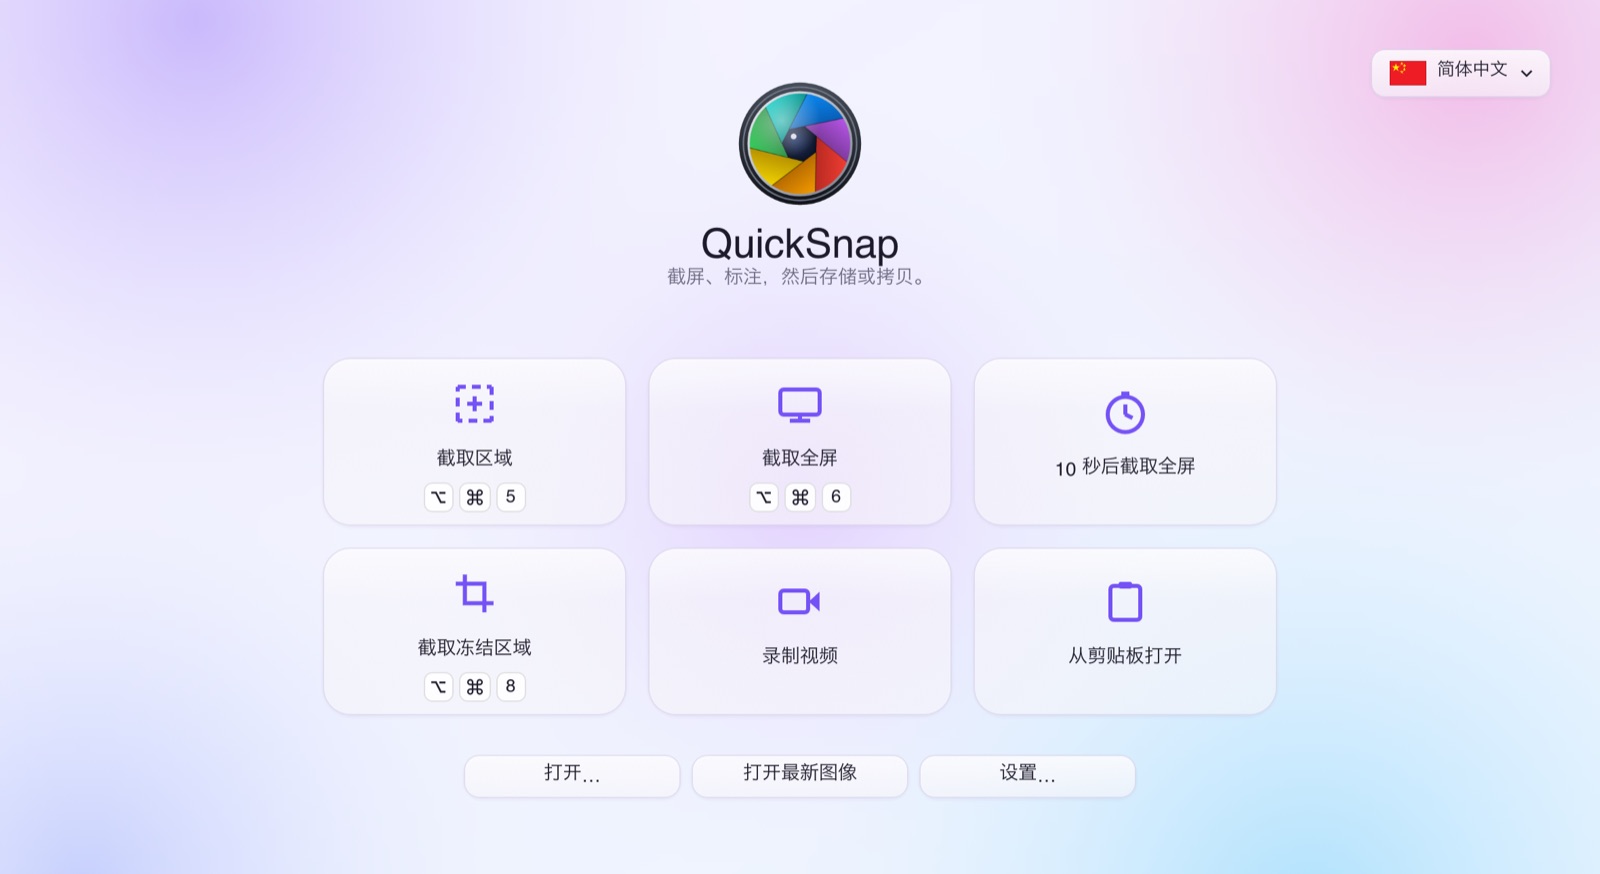 简体中文
QuickSnap
截屏、标注，然后存储或拷贝。
截取区域
⌥ ⌘ 5
截取全屏
⌥ ⌘ 6
10 秒后截取全屏
截取冻结区域
⌥ ⌘ 8
录制视频
从剪贴板打开
打开...
打开最新图像
设置...